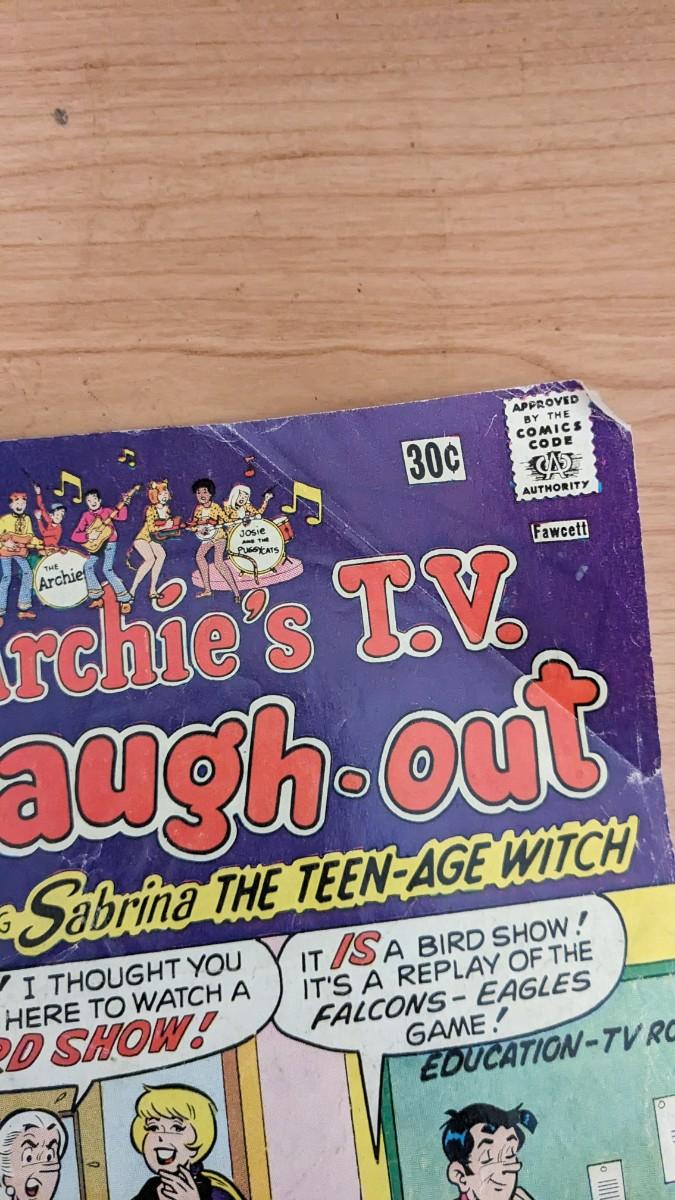 APPROVED
BY THE
COMICS
CODE
CA
AUTHORITY
30¢
Fawcett
THE
Archie
JOSIE
AND THE
PUSSYCATS
rchie's T.V.
augh-out
G Sabrina THE TEEN-AGE WITCH
I THOUGHT YOU
HERE TO WATCH A
RD SHOW!
IT IS A BIRD SHOW!
IT'S A REPLAY OF THE
FALCONS-EAGLES
GAME!
EDUCATION-TV RO